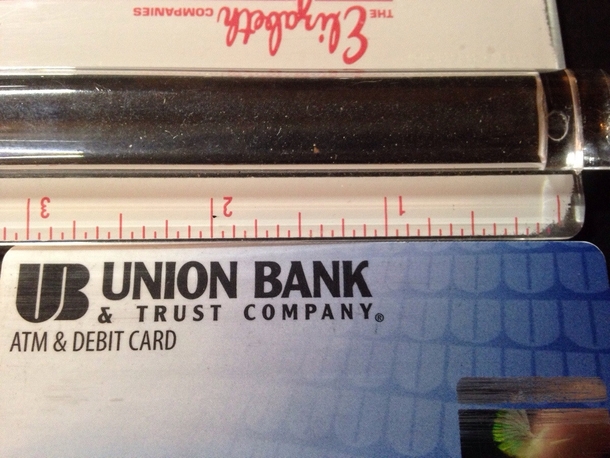 THE Elizabeth COMPANIES
3 2 1
UB UNION BANK
& TRUST COMPANY®
ATM & DEBIT CARD